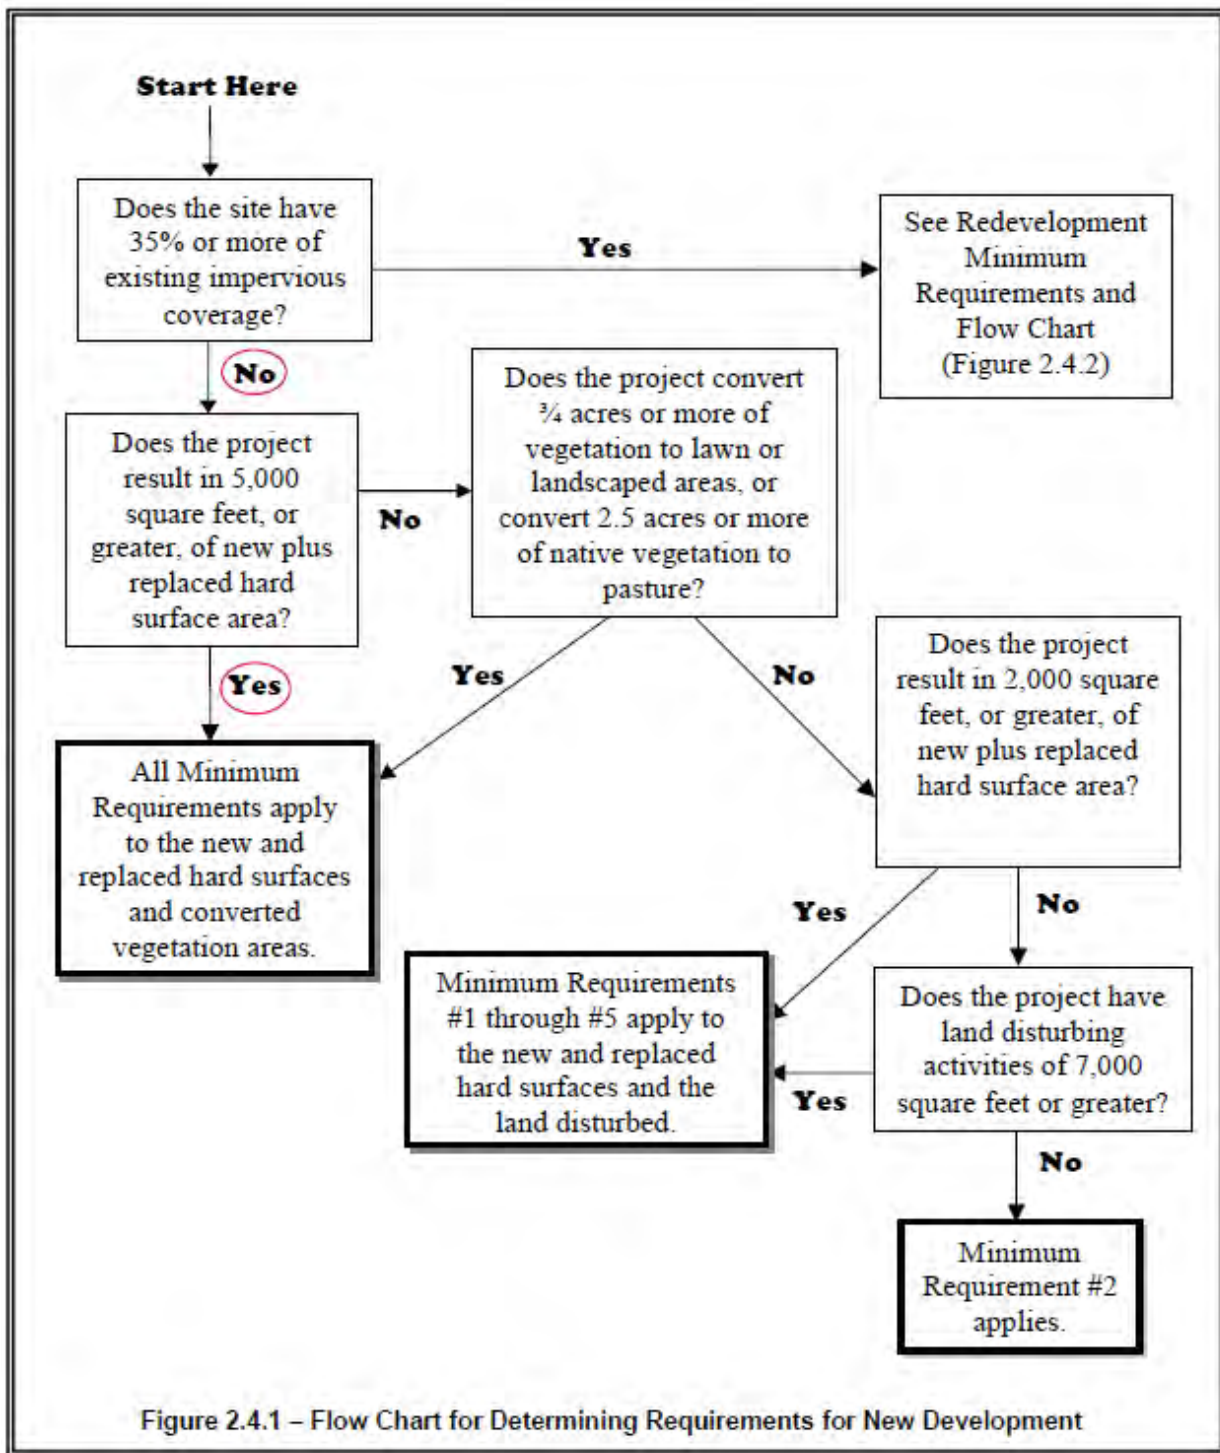 Start Here
Does the site have
35% or more of
existing impervious
coverage?
Yes
See Redevelopment
Minimum
Requirements and
Flow Chart
(Figure 2.4.2)
No
Does the project
result in 5,000
square feet, or
greater, of new plus
replaced hard
surface area?
No
Does the project convert
¾ acres or more of
vegetation to lawn or
landscaped areas, or
convert 2.5 acres or more
of native vegetation to
pasture?
Yes
Yes
No
Does the project
result in 2,000 square
feet, or greater, of
new plus replaced
hard surface area?
All Minimum
Requirements apply
to the new and
replaced hard surfaces
and converted
vegetation areas.
Yes
No
Minimum Requirements
#1 through #5 apply to
the new and replaced
hard surfaces and the
land disturbed.
Yes
Does the project have
land disturbing
activities of 7,000
square feet or greater?
No
Minimum
Requirement #2
applies.
Figure 2.4.1 – Flow Chart for Determining Requirements for New Development